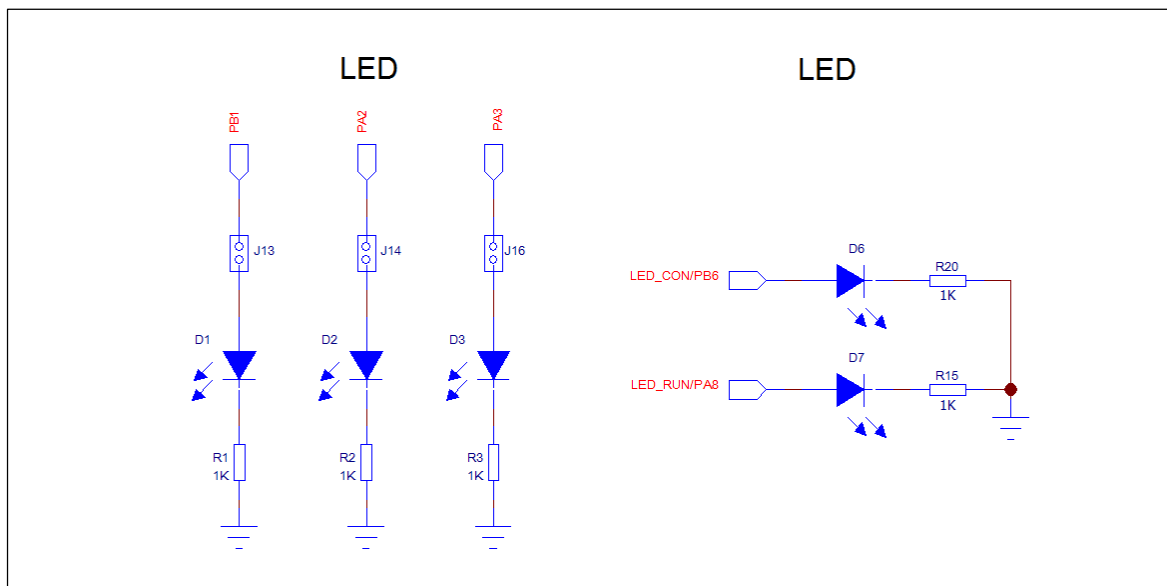 LED
LED
PB1
PA2
PA3
J13
J14
J16
D6
LED_CON/PB6
R20
1K
D1
D2
D3
D7
LED_RUN/PA8
R15
1K
R1
1K
R2
1K
R3
1K